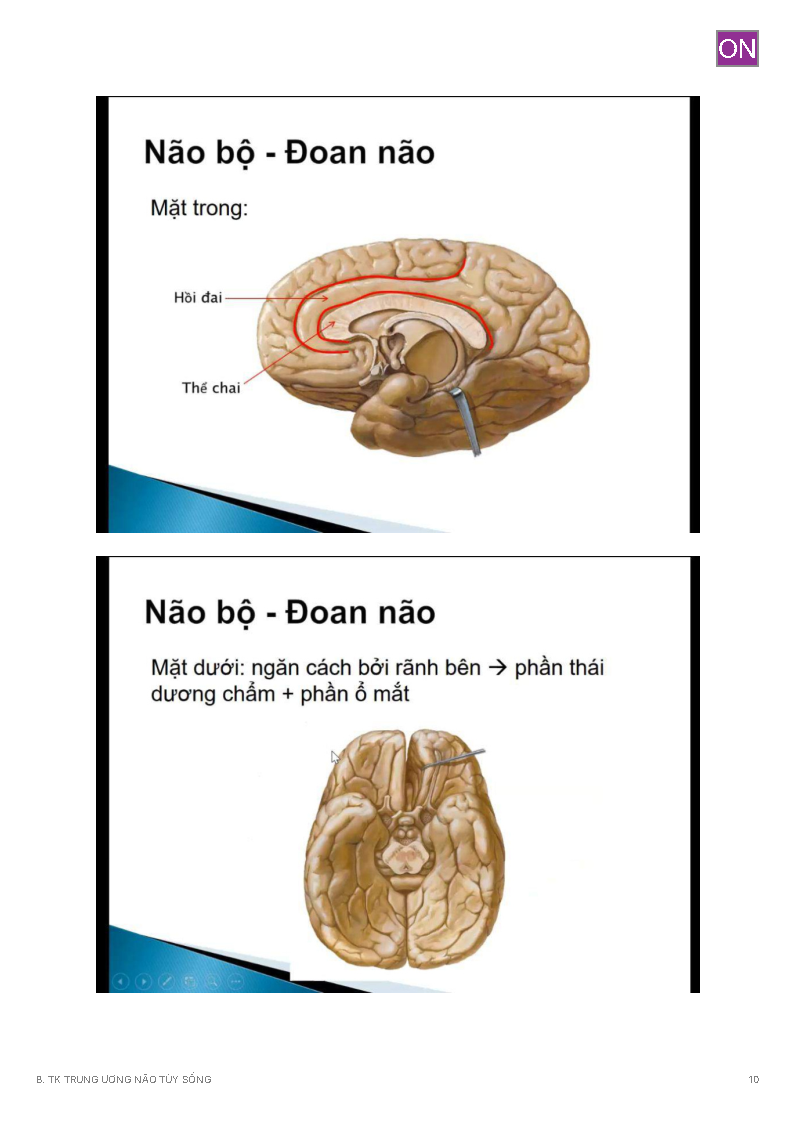 ON
Não bộ - Đoan não
Mặt trong:
Hồi đai
Thể chai
Não bộ - Đoan não
Mặt dưới: ngăn cách bởi rãnh bên → phần thái
dương chẩm + phần ổ mắt
B. TK TRUNG ƯƠNG NÃO TỦY SỐNG
10